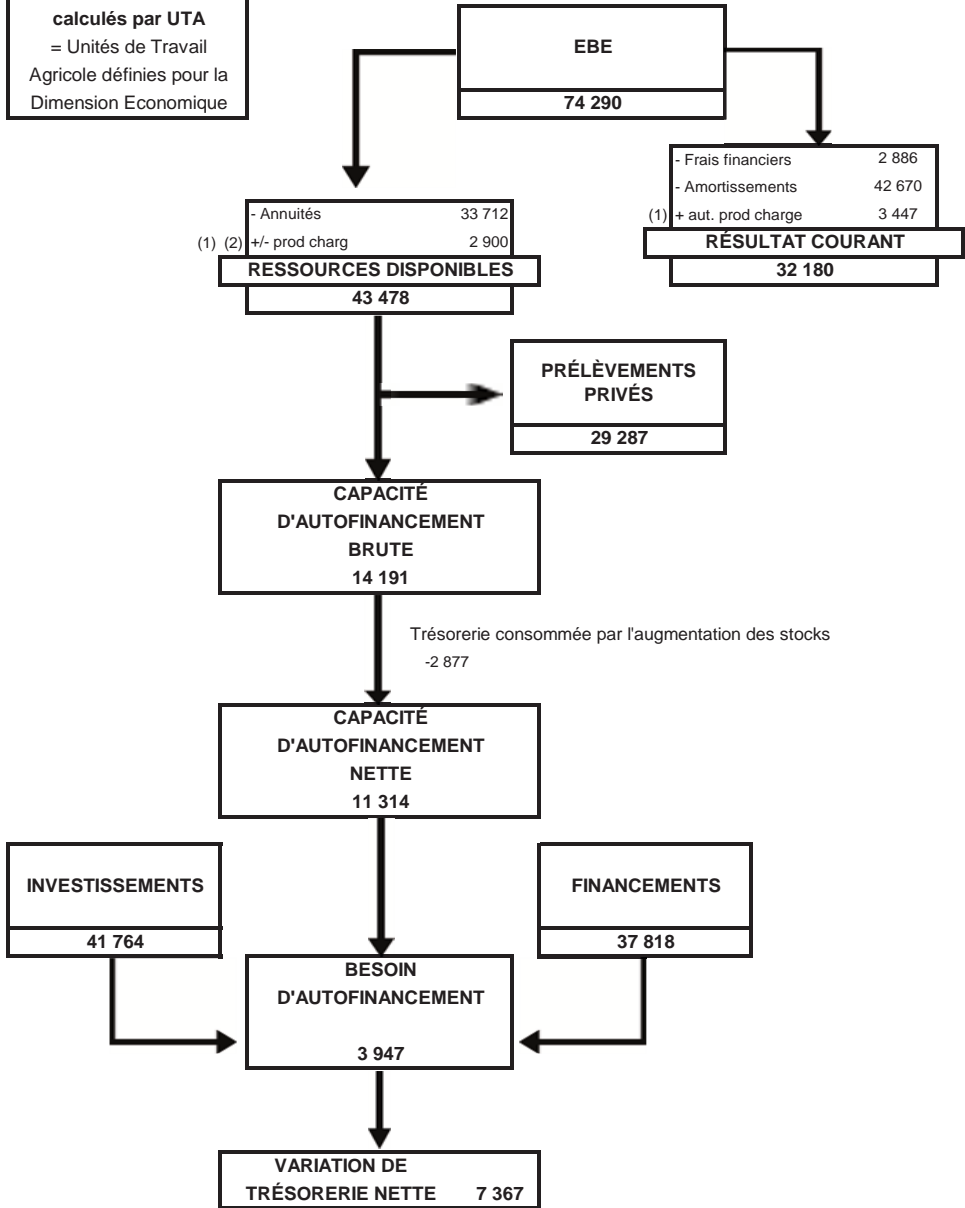 calculés par UTA
= Unités de Travail
Agricole définies pour la
Dimension Economique
EBE
74 290
- Frais financiers 2 886
- Amortissements 42 670
(1) + aut. prod charge 3 447
RÉSULTAT COURANT
32 180
- Annuités 33 712
(1) (2) +/- prod charg 2 900
RESSOURCES DISPONIBLES
43 478
PRÉLÈVEMENTS
PRIVÉS
29 287
CAPACITÉ
D'AUTOFINANCEMENT
BRUTE
14 191
Trésorerie consommée par l'augmentation des stocks
-2 877
CAPACITÉ
D'AUTOFINANCEMENT
NETTE
11 314
INVESTISSEMENTS
41 764
FINANCEMENTS
37 818
BESOIN
D'AUTOFINANCEMENT
3 947
VARIATION DE
TRÉSORERIE NETTE 7 367